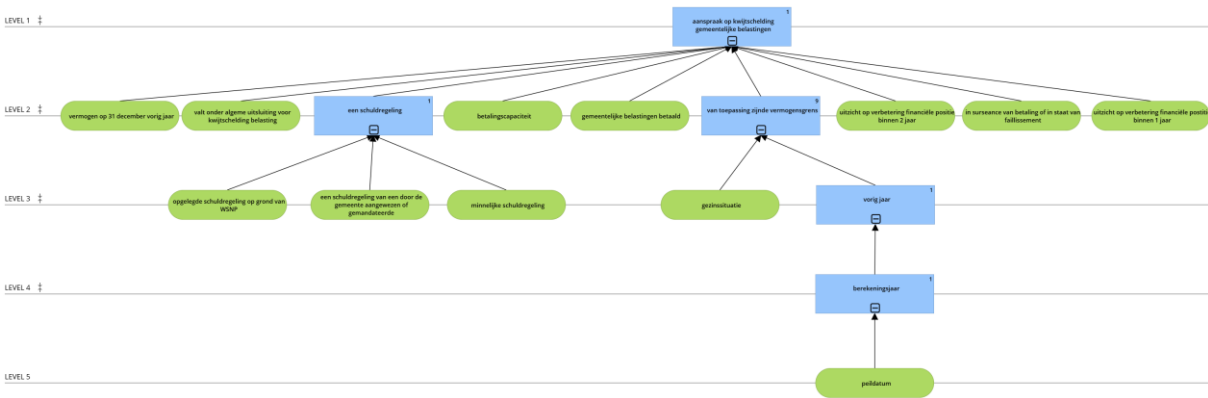 LEVEL 1
1
aanspraak op kwijtschelding
gemeentelijke belastingen
LEVEL 2
vermogen op 31 december vorig jaar
valt onder algeme uitsluiting voor
kwijtschelding belasting
1
een schuldregeling
betalingscapaciteit
gemeentelijke belastingen betaald
9
van toepassing zijnde vermogensgrens
uitzicht op verbetering financiële positie
binnen 2 jaar
in surseance van betaling of in staat van
faillissement
uitzicht op verbetering financiële postitie
binnen 1 jaar
LEVEL 3
opgelegde schuldregeling op grond van
WSNP
een schuldregeling van een door de
gemeente aangewezen of
gemandateerde
minnelijke schuldregeling
gezinssituatie
1
vorig jaar
LEVEL 4
1
berekeningsjaar
LEVEL 5
peildatum